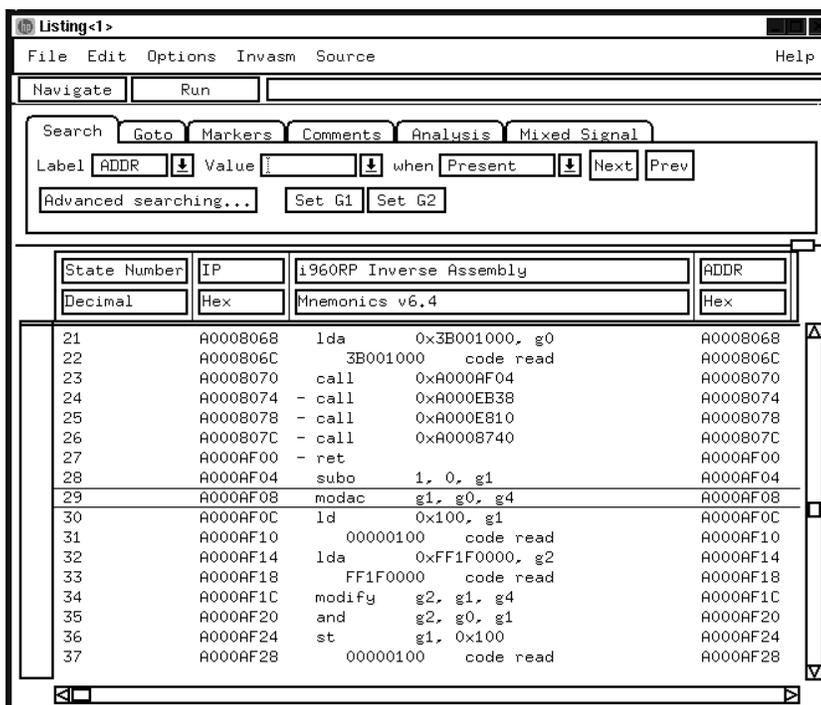 hp Listing<1>
File Edit Options Invasm Source Help
Navigate Run
Search Goto Markers Comments Analysis Mixed Signal
Label ADDR Value when Present Next Prev
Advanced searching... Set G1 Set G2
State Number IP i960RP Inverse Assembly ADDR
Decimal Hex Mnemonics v6.4 Hex
21 A0008068 lda 0x3B001000, g0 A0008068
22 A000806C 3B001000 code read A000806C
23 A0008070 call 0xA000AF04 A0008070
24 A0008074 - call 0xA000EB38 A0008074
25 A0008078 - call 0xA000E810 A0008078
26 A000807C - call 0xA0008740 A000807C
27 A000AF00 - ret A000AF00
28 A000AF04 subo 1, 0, g1 A000AF04
29 A000AF08 modac g1, g0, g4 A000AF08
30 A000AF0C ld 0x100, g1 A000AF0C
31 A000AF10 00000100 code read A000AF10
32 A000AF14 lda 0xFF1F0000, g2 A000AF14
33 A000AF18 FF1F0000 code read A000AF18
34 A000AF1C modify g2, g1, g4 A000AF1C
35 A000AF20 and g2, g0, g1 A000AF20
36 A000AF24 st g1, 0x100 A000AF24
37 A000AF28 00000100 code read A000AF28